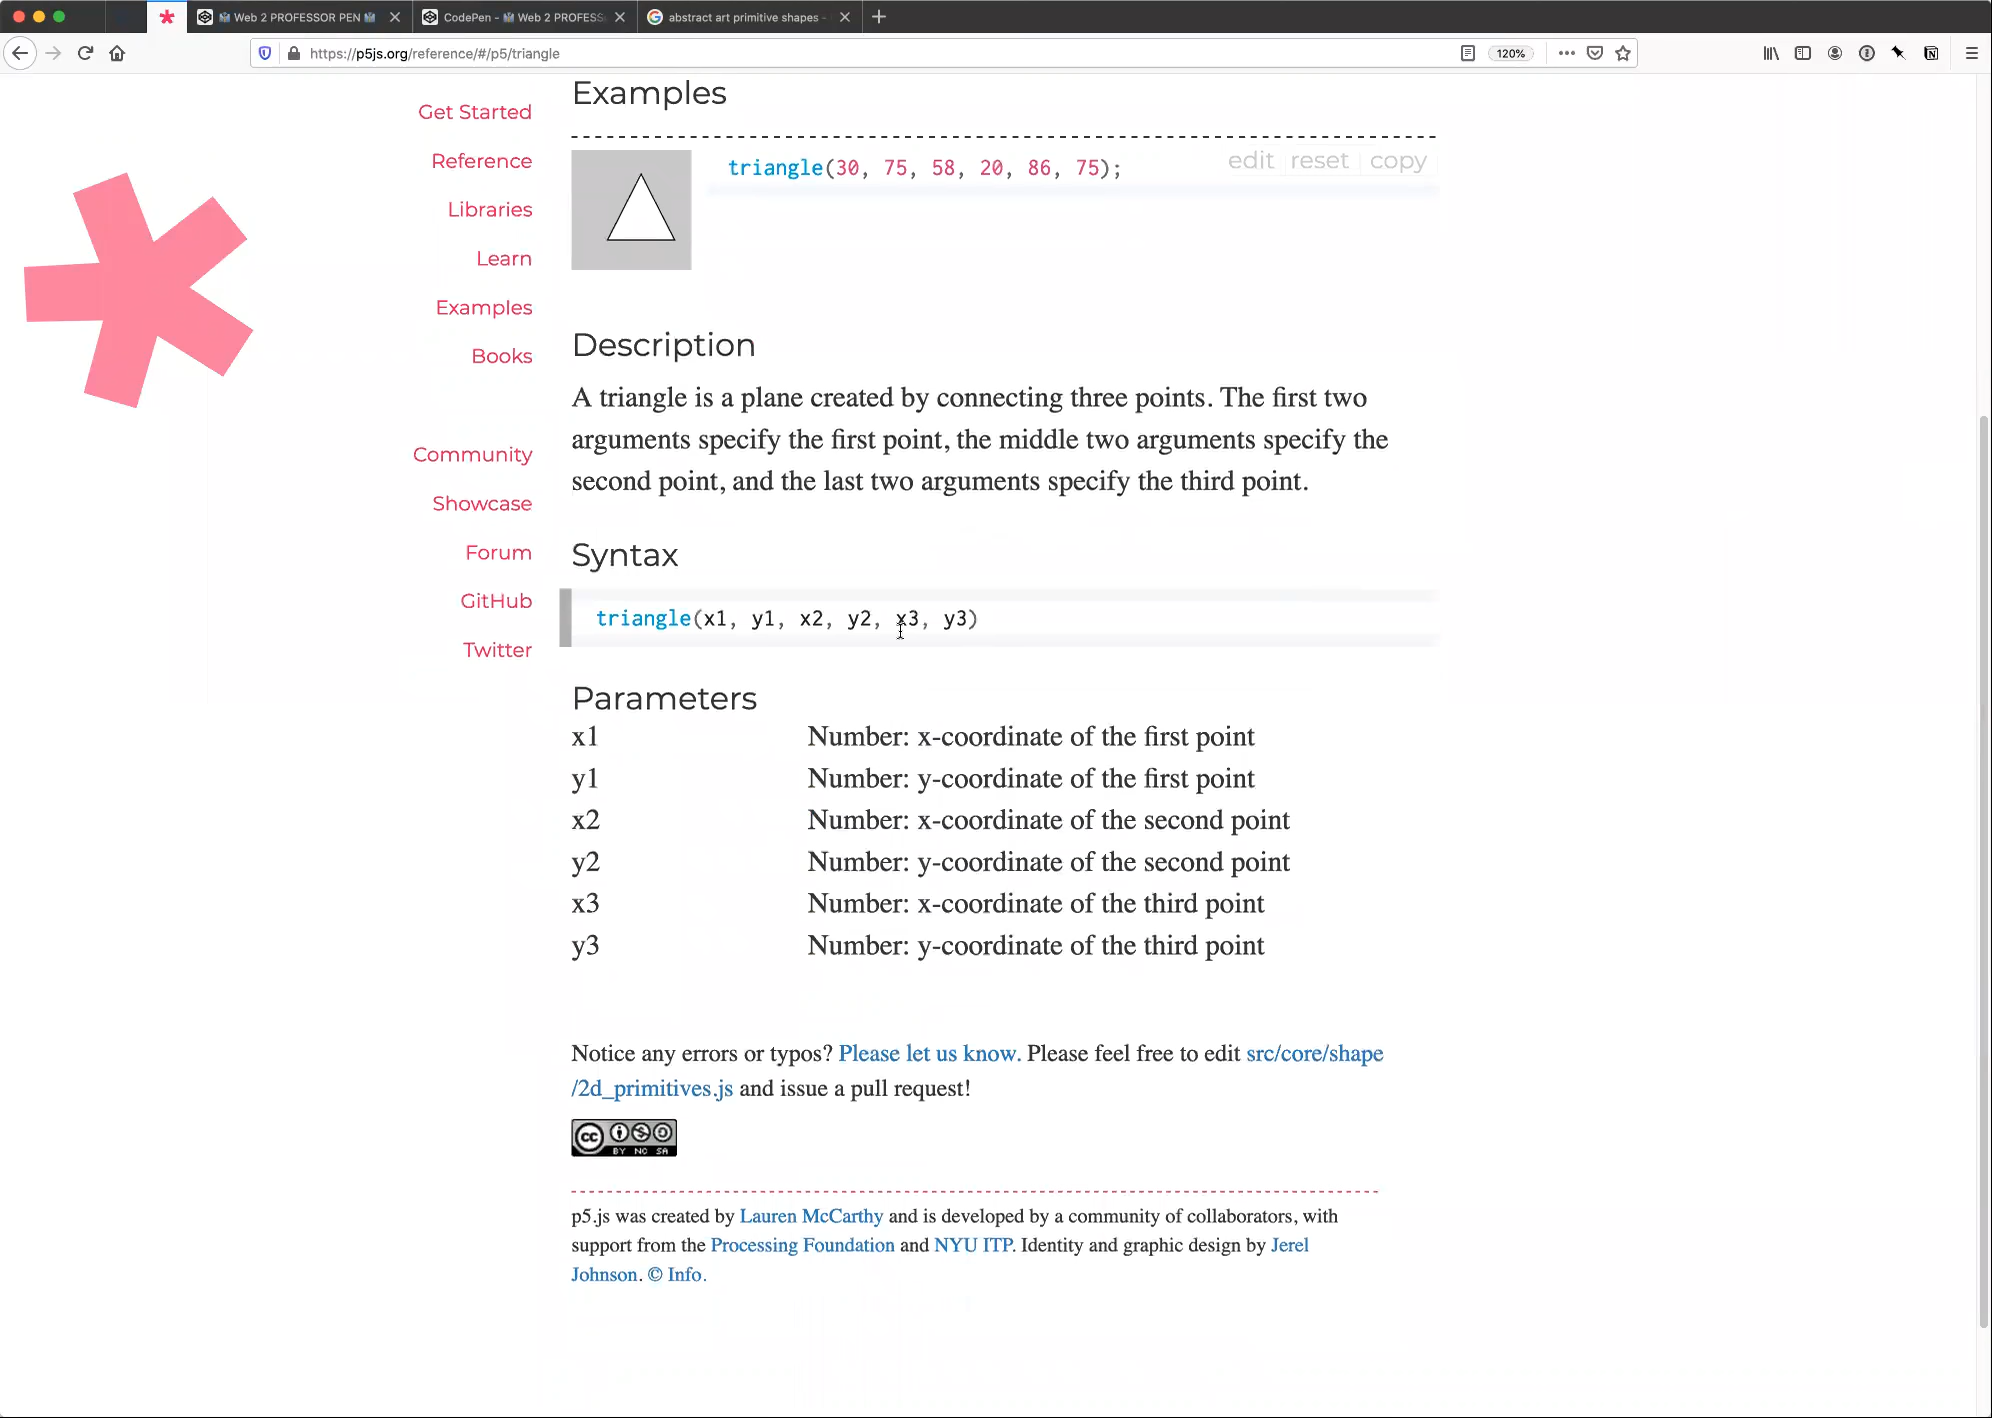 Web 2 PROFESSOR PEN
CodePen - Web 2 PROFESS
abstract art primitive shapes -
https://p5js.org/reference/#/p5/triangle
120%
Get Started
Reference
Libraries
Learn
Examples
Books
Community
Showcase
Forum
GitHub
Twitter
Examples
triangle(30, 75, 58, 20, 86, 75);
edit reset copy
Description
A triangle is a plane created by connecting three points. The first two
arguments specify the first point, the middle two arguments specify the
second point, and the last two arguments specify the third point.
Syntax
triangle(x1, y1, x2, y2, x3, y3)
Parameters
x1 Number: x-coordinate of the first point
y1 Number: y-coordinate of the first point
x2 Number: x-coordinate of the second point
y2 Number: y-coordinate of the second point
x3 Number: x-coordinate of the third point
y3 Number: y-coordinate of the third point
Notice any errors or typos? Please let us know. Please feel free to edit src/core/shape
/2d_primitives.js and issue a pull request!
cc BY NC SA
p5.js was created by Lauren McCarthy and is developed by a community of collaborators, with
support from the Processing Foundation and NYU ITP. Identity and graphic design by Jerel
Johnson. © Info.